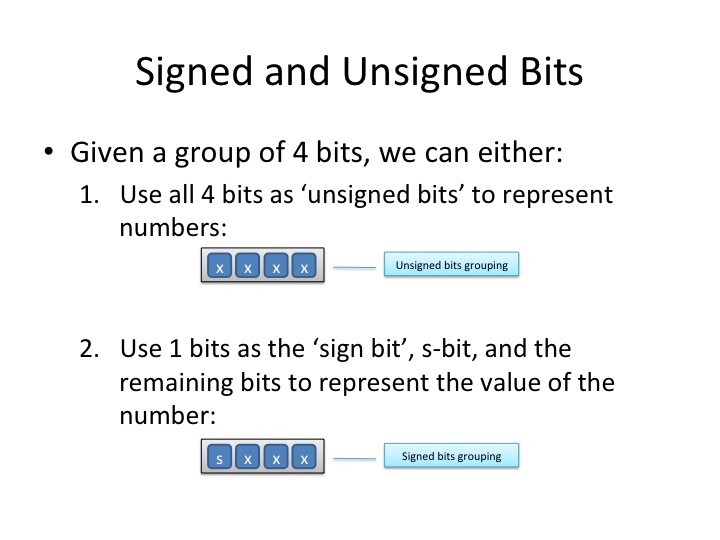 Signed and Unsigned Bits
• Given a group of 4 bits, we can either:
1. Use all 4 bits as ‘unsigned bits’ to represent
numbers:
x x x x
Unsigned bits grouping
2. Use 1 bits as the ‘sign bit’, s-bit, and the
remaining bits to represent the value of the
number:
s x x x
Signed bits grouping